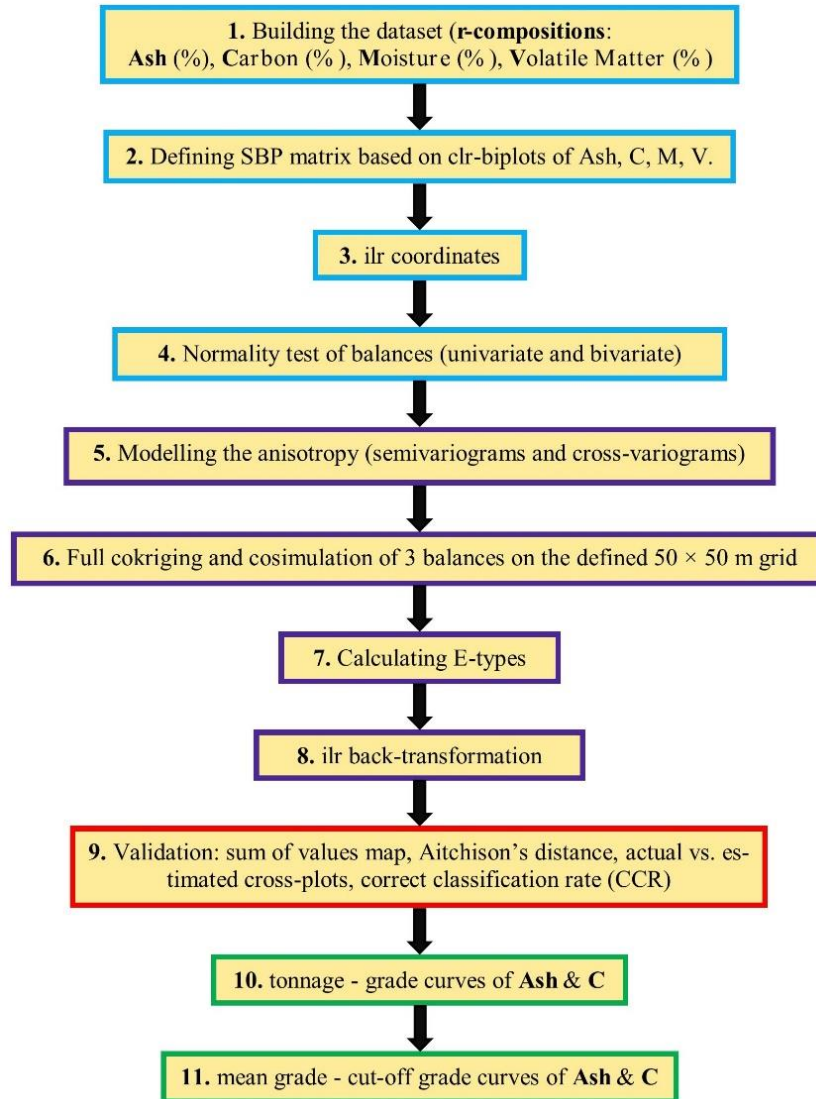 1. Building the dataset (r-compositions:
Ash (%), Carbon (%), Moisture (%), Volatile Matter (%)
2. Defining SBP matrix based on clr-biplots of Ash, C, M, V.
3. ilr coordinates
4. Normality test of balances (univariate and bivariate)
5. Modelling the anisotropy (semivariograms and cross-variograms)
6. Full cokriging and cosimulation of 3 balances on the defined 50 × 50 m grid
7. Calculating E-types
8. ilr back-transformation
9. Validation: sum of values map, Aitchison’s distance, actual vs. es-
timated cross-plots, correct classification rate (CCR)
10. tonnage - grade curves of Ash & C
11. mean grade - cut-off grade curves of Ash & C